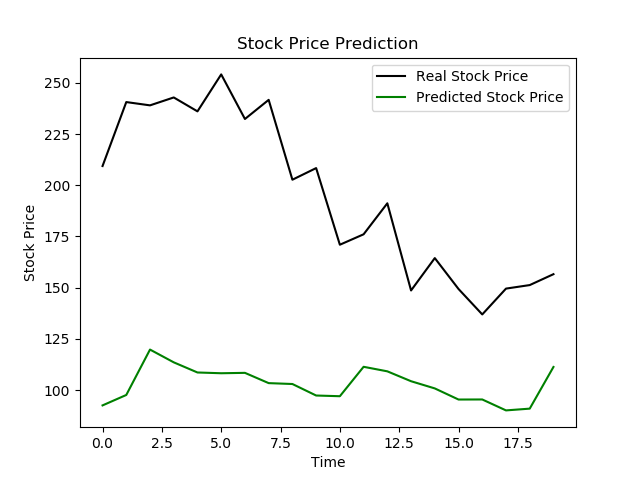 Stock Price Prediction
Real Stock Price
Predicted Stock Price
Stock Price
250
225
200
175
150
125
100
0.0 2.5 5.0 7.5 10.0 12.5 15.0 17.5
Time